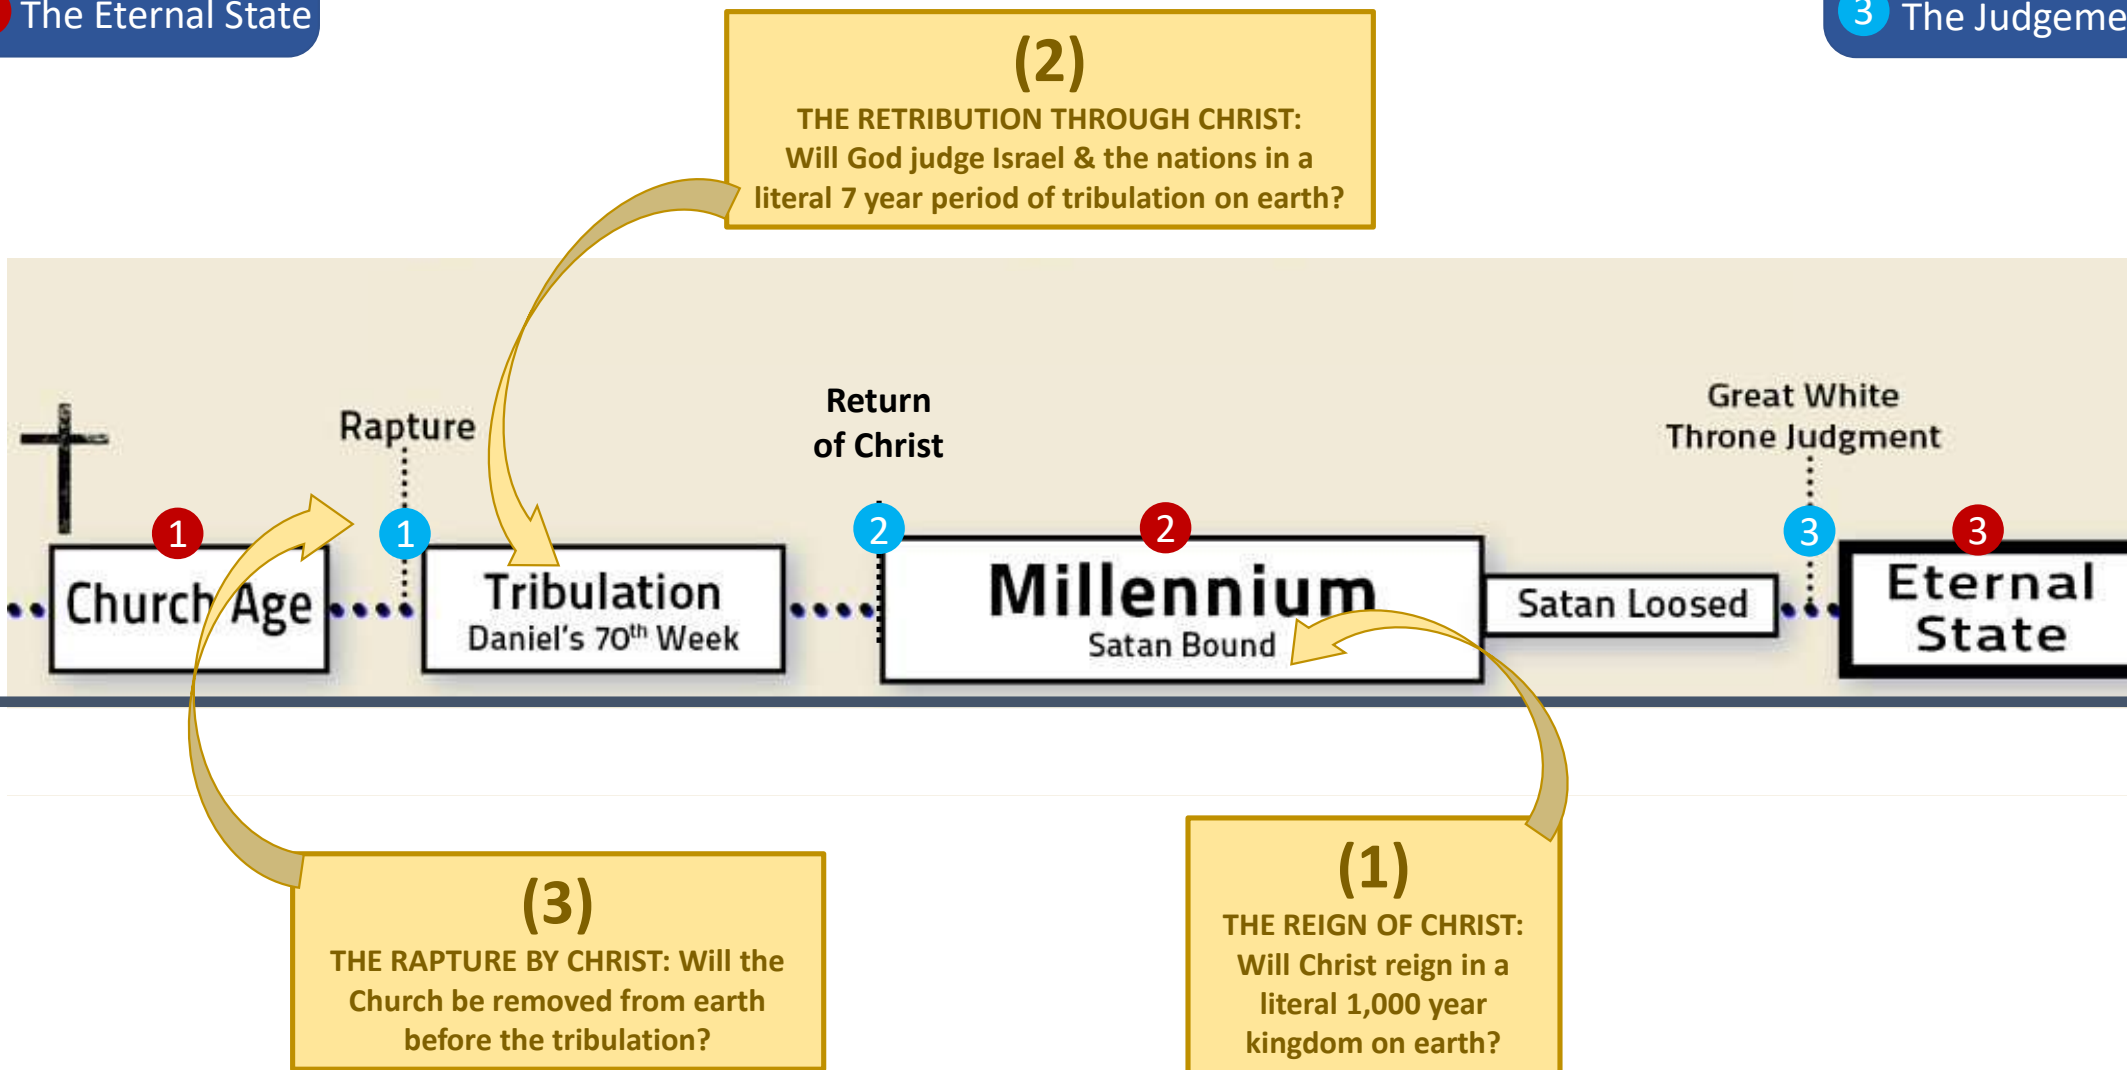 The Eternal State
3 The Judgeme
(2)
THE RETRIBUTION THROUGH CHRIST:
Will God judge Israel & the nations in a
literal 7 year period of tribulation on earth?
Rapture
Return
of Christ
Great White
Throne Judgment
1
1
2
2
3
3
Church Age
Tribulation
Daniel's 70th Week
Millennium
Satan Bound
Satan Loosed
Eternal
State
(3)
THE RAPTURE BY CHRIST: Will the
Church be removed from earth
before the tribulation?
(1)
THE REIGN OF CHRIST:
Will Christ reign in a
literal 1,000 year
kingdom on earth?